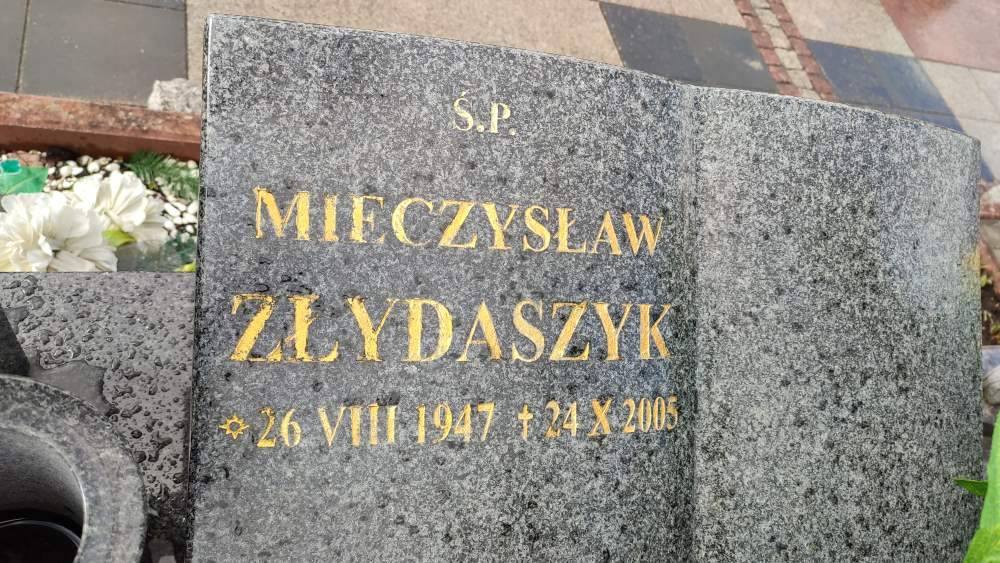 Ś.P.
MIECZYSŁAW
ZŁYDASZYK
✡ 26 VIII 1947 ✝ 24 X 2005